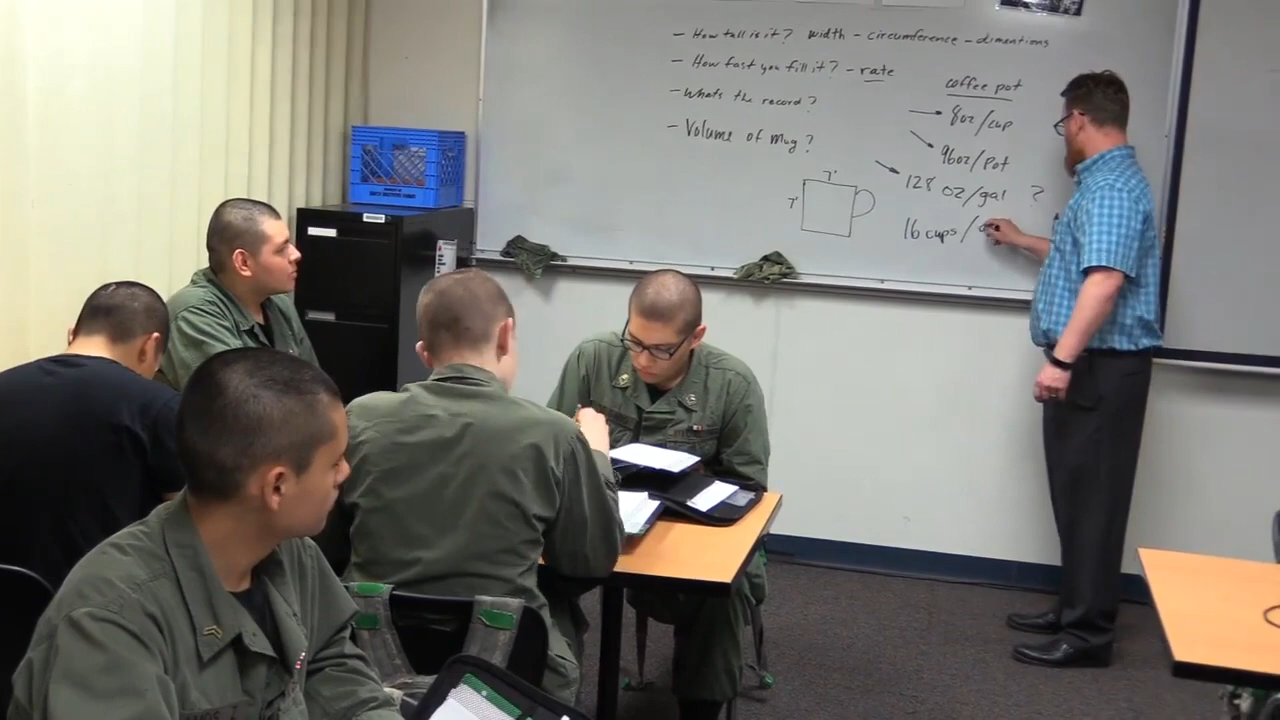 - How tall is it? width - circumference - dimentions
- How fast you fill it? - rate
- Whats the record?
- Volume of mug?
coffee pot
8oz/cup
96oz/pot
128 oz/gal ?
16 cups/
7'
7'